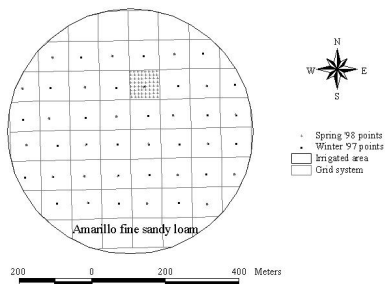 N
W E
S
Spring '98 points
Winter '97 points
Irrigated area
Grid system
Amarillo fine sandy loam
200 0 200 400 Meters